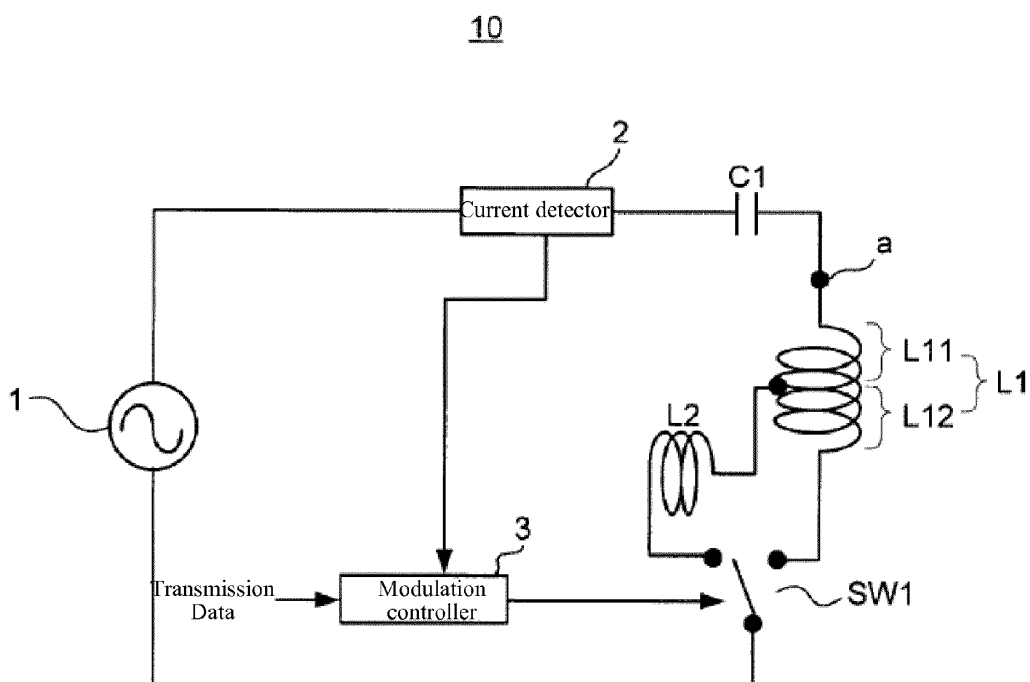 10
2
Current detector
C1
a
L11
L1
L12
1
L2
3
Transmission
Data
Modulation
controller
SW1